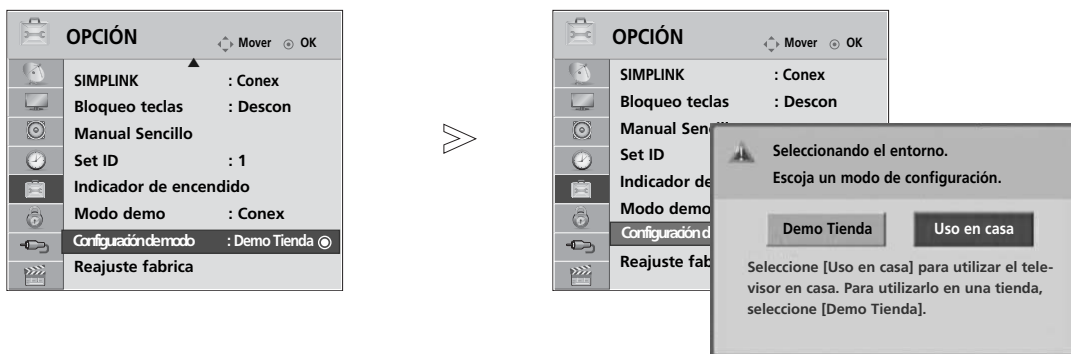 OPCIÓN Mover OK
SIMPLINK : Conex
Bloqueo teclas : Descon
Manual Sencillo
Set ID : 1
Indicador de encendido
Modo demo : Conex
Configuración de modo : Demo Tienda
Reajuste fabrica
OPCIÓN Mover OK
SIMPLINK : Conex
Bloqueo teclas : Descon
Manual Sen
Set ID
Indicador de
Modo demo
Configuración d
Reajuste fab
Seleccionando el entorno.
Escoja un modo de configuración.
Demo Tienda Uso en casa
Seleccione [Uso en casa] para utilizar el tele-
visor en casa. Para utilizarlo en una tienda,
seleccione [Demo Tienda].